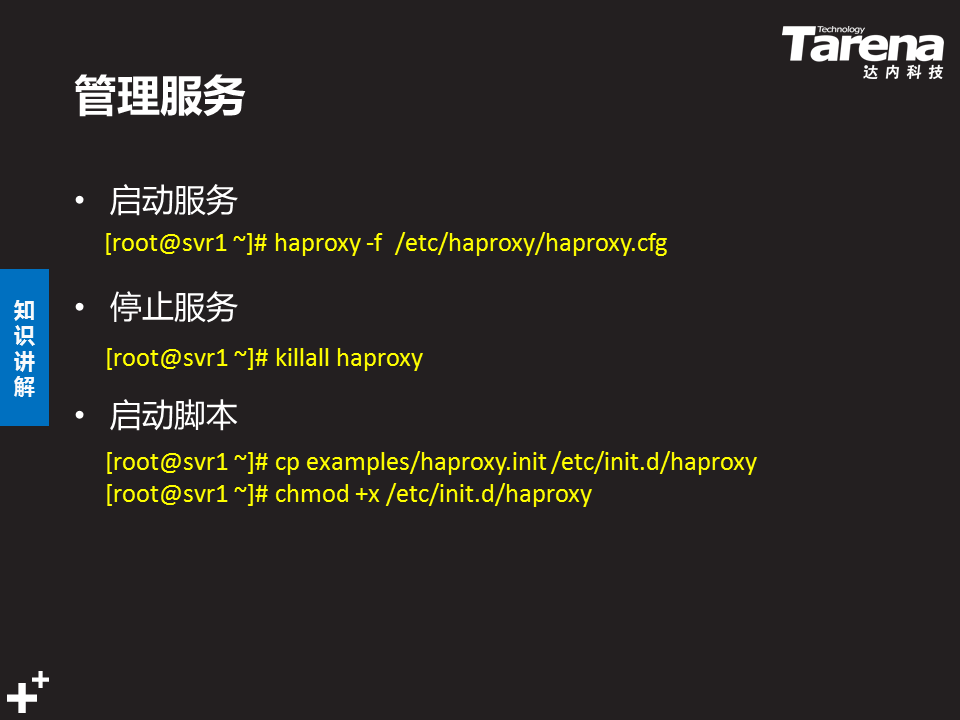 Technology
Tarena
达内科技
管理服务
• 启动服务
[root@svr1 ~]# haproxy -f  /etc/haproxy/haproxy.cfg
• 停止服务
[root@svr1 ~]# killall haproxy
• 启动脚本
[root@svr1 ~]# cp examples/haproxy.init /etc/init.d/haproxy
[root@svr1 ~]# chmod +x /etc/init.d/haproxy
知
识
讲
解